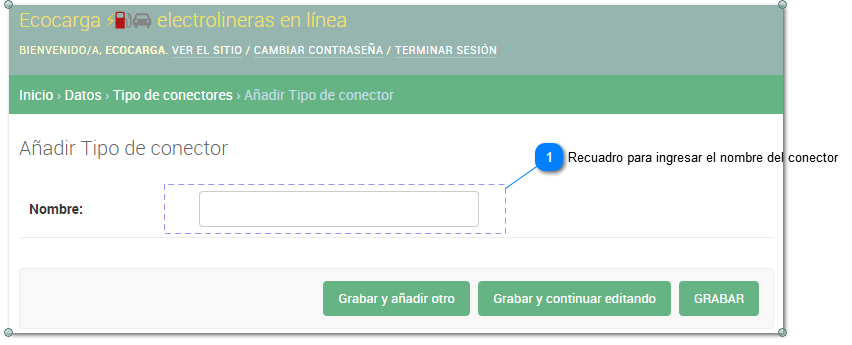 Ecocarga electrolineras en línea
BIENVENIDO/A, ECOCARGA. VER EL SITIO / CAMBIAR CONTRASEÑA / TERMINAR SESIÓN
Inicio › Datos › Tipo de conectores › Añadir Tipo de conector
Añadir Tipo de conector
1 Recuadro para ingresar el nombre del conector
Nombre:
Grabar y añadir otro Grabar y continuar editando GRABAR